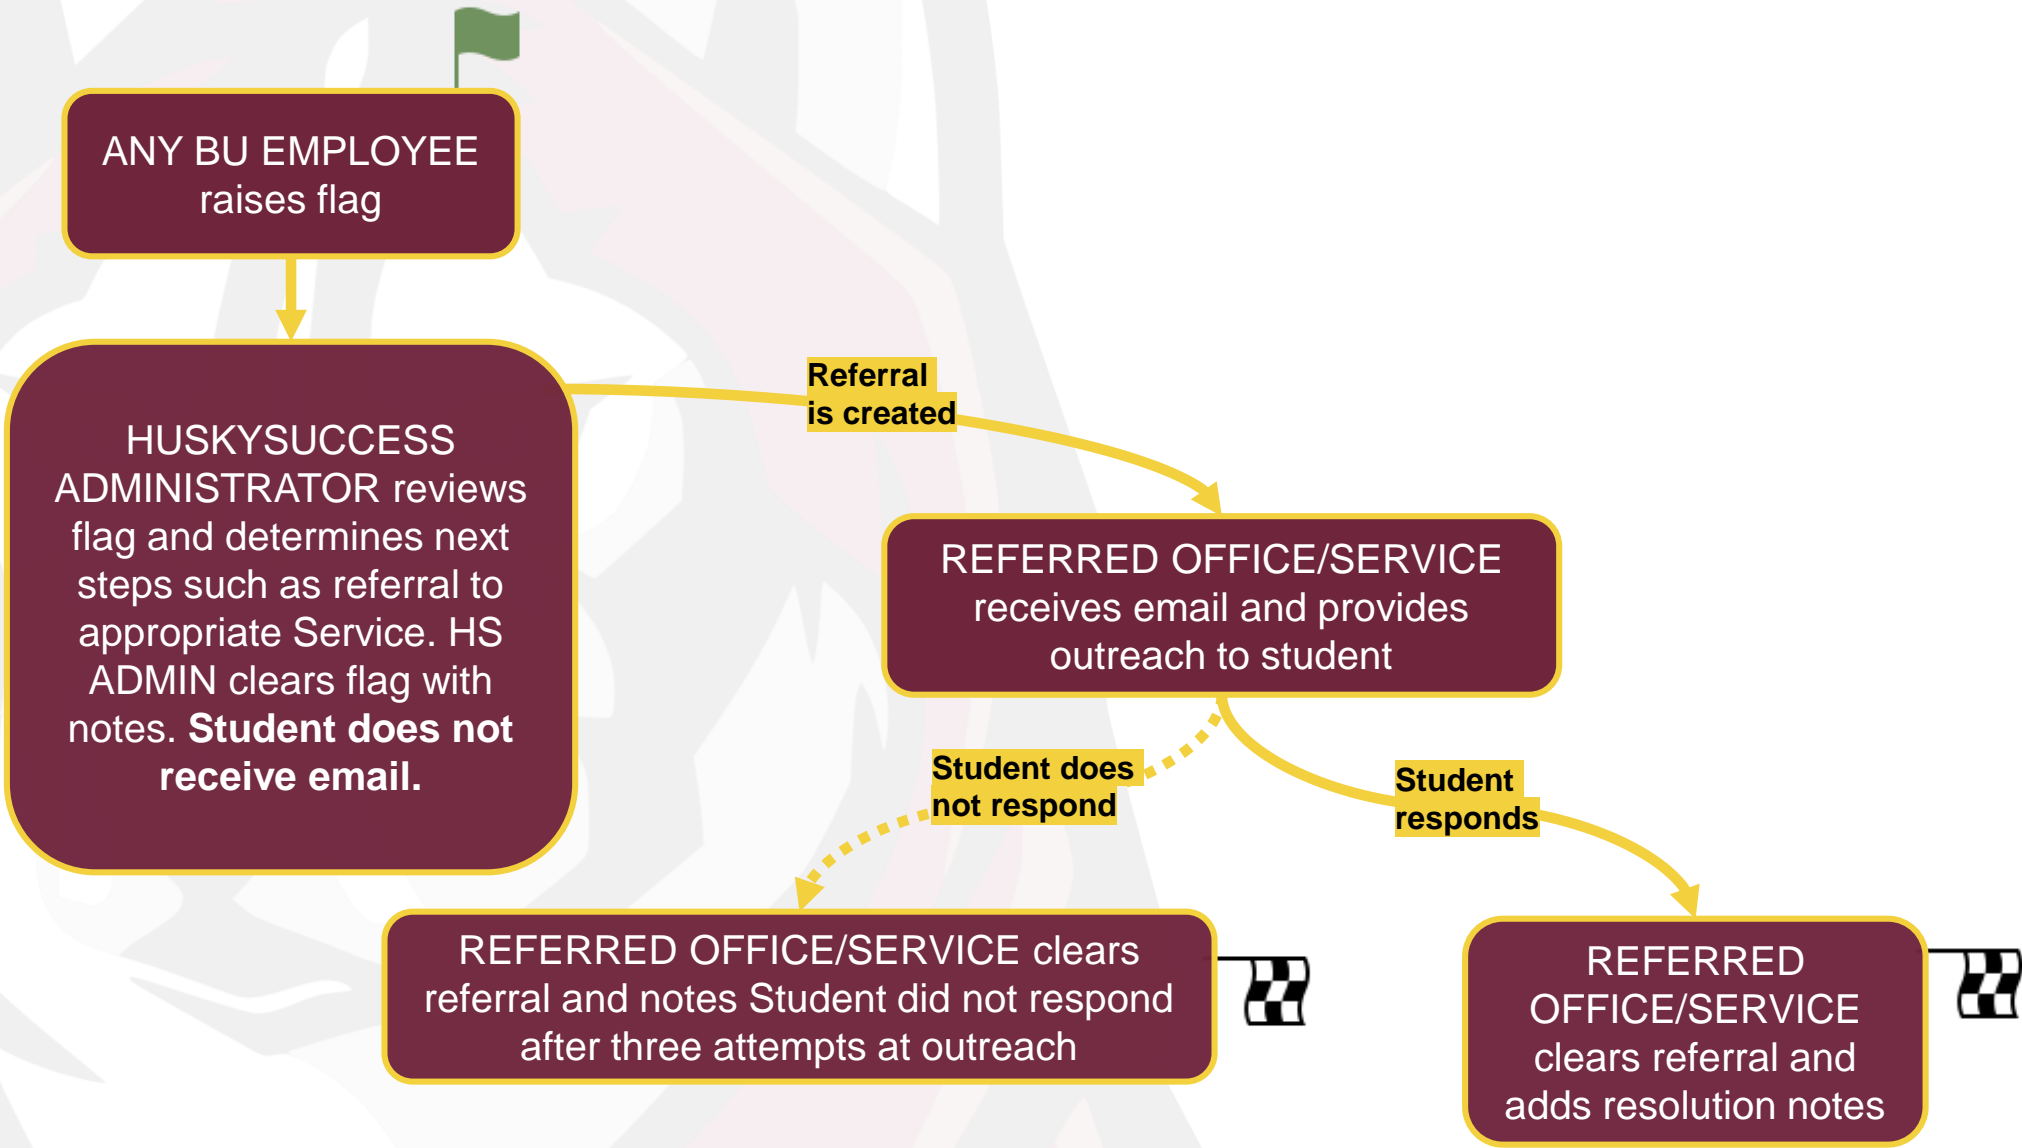 ANY BU EMPLOYEE
raises flag
HUSKYSUCCESS
ADMINISTRATOR reviews
flag and determines next
steps such as referral to
appropriate Service. HS
ADMIN clears flag with
notes. Student does not
receive email.
Referral
is created
REFERRED OFFICE/SERVICE
receives email and provides
outreach to student
Student does
not respond
Student
responds
REFERRED OFFICE/SERVICE clears
referral and notes Student did not respond
after three attempts at outreach
REFERRED
OFFICE/SERVICE
clears referral and
adds resolution notes